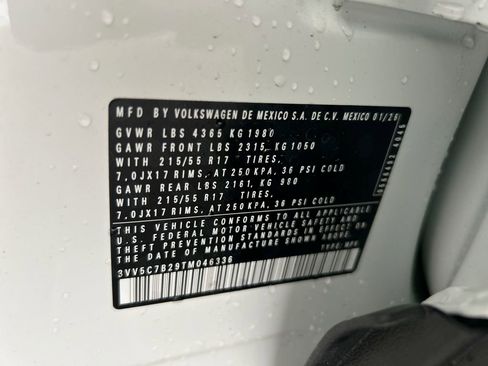 MFD BY VOLKSWAGEN DE MEXICO S.A. DE C.V. MEXICO 01/26
GVWR LBS 4365 KG 1980
GAWR FRONT LBS 2315, KG 1050
WITH 215/55 R17 TIRES.
7,0JX17 RIMS, AT 250 KPA, 36 PSI COLD
GAWR REAR LBS 2161, KG 980
WITH 215/55 R17 TIRES.
7,0JX17 RIMS, AT 250 KPA, 36 PSI COLD
THIS VEHICLE CONFORMS TO ALL APPLICABLE
U.S. FEDERAL MOTOR VEHICLE SAFETY AND
THEFT PREVENTION STANDARDS IN EFFECT ON
THE DATE OF MANUFACTURE SHOWN ABOVE.
3VV5C7B29TM046336 TYPE: MPV
4045